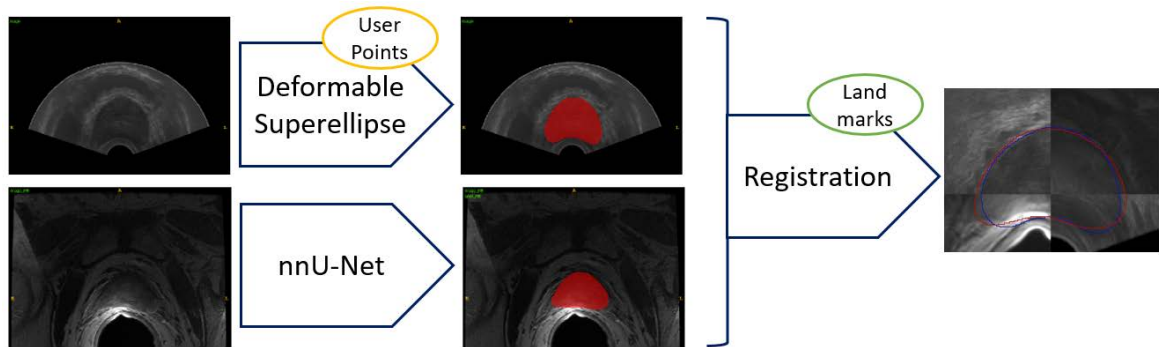 User
Points
Deformable
Superellipse
nnU-Net
Land
marks
Registration